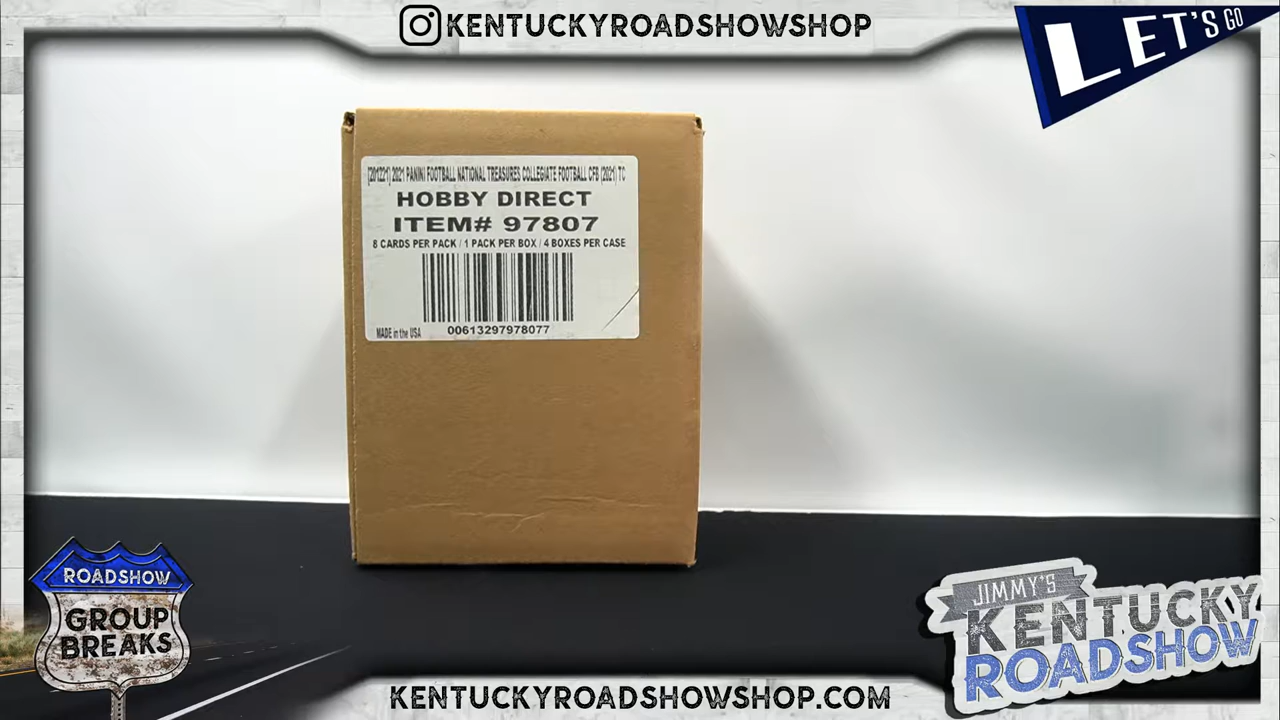 KENTUCKYROADSHOWSHOP
LET'S GO
[201221] 2021 PANINI FOOTBALL NATIONAL TREASURES COLLEGIATE FOOTBALL CFB (2021) TC
HOBBY DIRECT
ITEM# 97807
8 CARDS PER PACK / 1 PACK PER BOX / 4 BOXES PER CASE
MADE in the USA
00613297978077
ROADSHOW
GROUP
BREAKS
JIMMY'S
KENTUCKY
ROADSHOW
KENTUCKYROADSHOWSHOP.COM